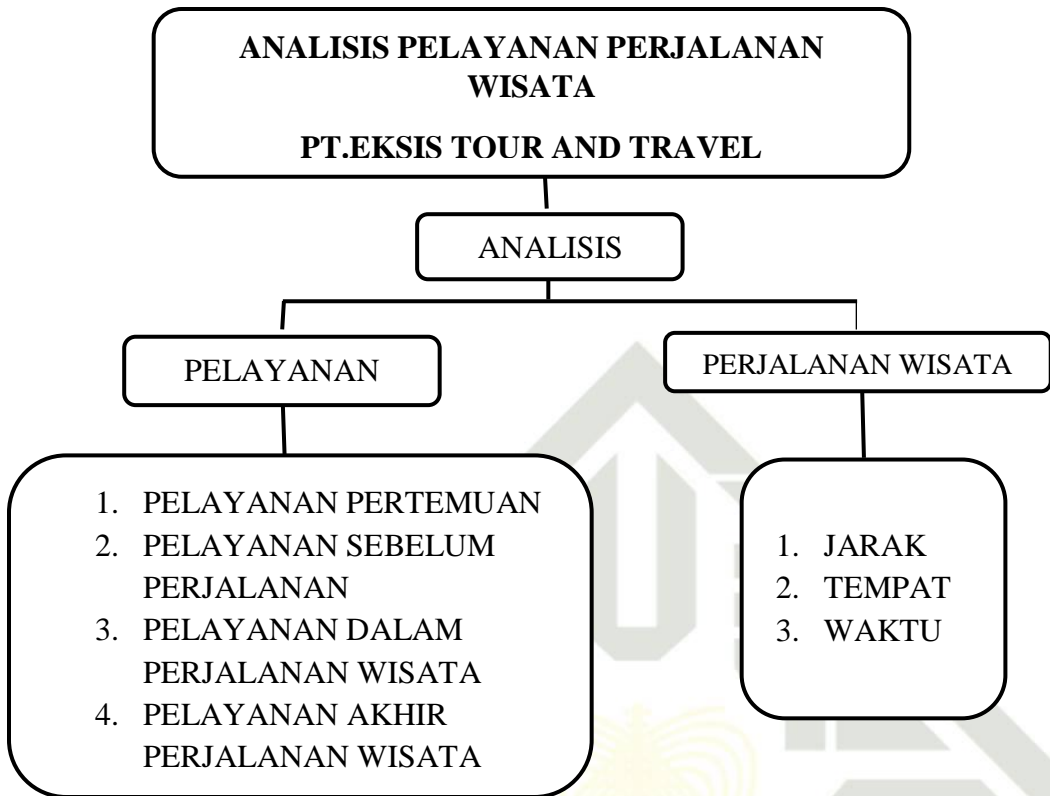 ANALISIS PELAYANAN PERJALANAN
WISATA
PT.EKSIS TOUR AND TRAVEL
ANALISIS
PELAYANAN
PERJALANAN WISATA
1. PELAYANAN PERTEMUAN
2. PELAYANAN SEBELUM
PERJALANAN
3. PELAYANAN DALAM
PERJALANAN WISATA
4. PELAYANAN AKHIR
PERJALANAN WISATA
1. JARAK
2. TEMPAT
3. WAKTU